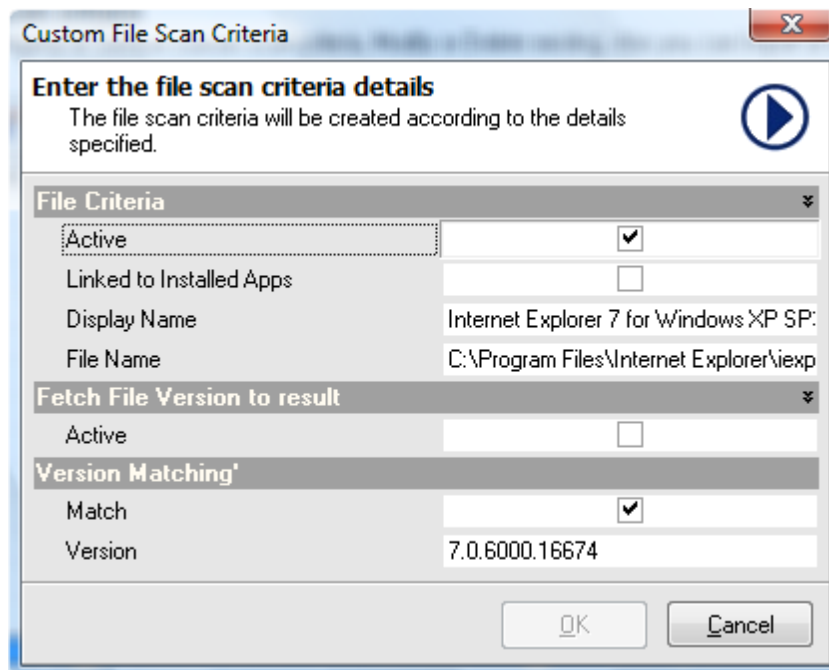 Custom File Scan Criteria
Enter the file scan criteria details
The file scan criteria will be created according to the details
specified.
File Criteria
Active
Linked to Installed Apps
Display Name Internet Explorer 7 for Windows XP SP
File Name C:\Program Files\Internet Explorer\iexp
Fetch File Version to result
Active
Version Matching'
Match
Version 7.0.6000.16674
OK Cancel